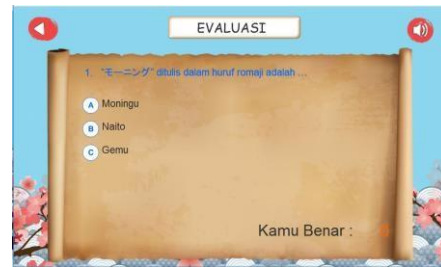 EVALUASI
1. "モーニング" ditulis dalam huruf romaji adalah ...
A Moningu
B Naito
C Gemu
Kamu Benar :